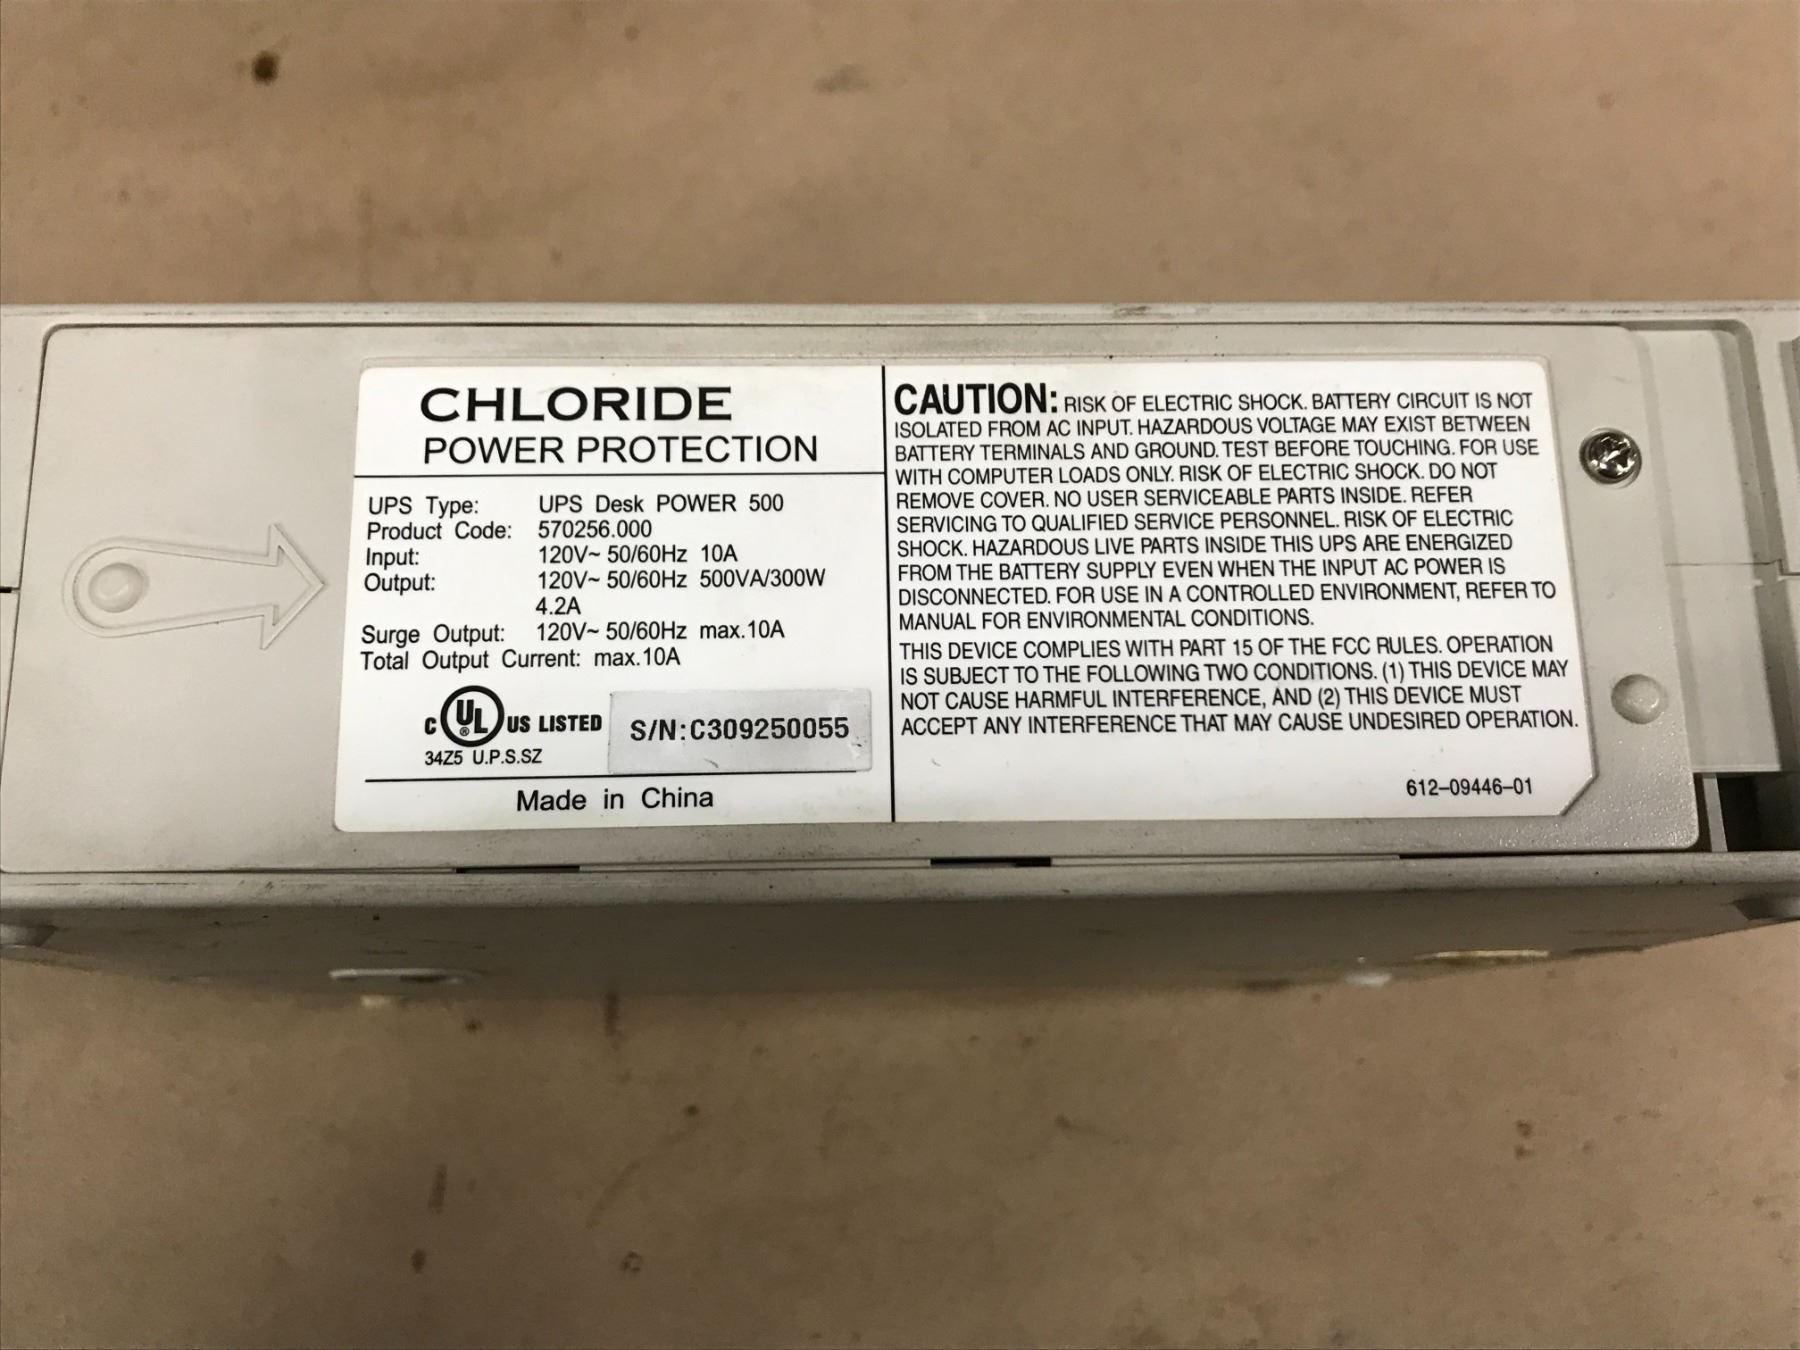 CHLORIDE
POWER PROTECTION
UPS Type: UPS Desk POWER 500
Product Code: 570256.000
Input: 120V~ 50/60Hz 10A
Output: 120V~ 50/60Hz 500VA/300W
4.2A
Surge Output: 120V~ 50/60Hz max.10A
Total Output Current: max.10A
C UL ® US LISTED
34Z5 U.P.S.SZ
S/N:C309250055
Made in China
CAUTION: RISK OF ELECTRIC SHOCK. BATTERY CIRCUIT IS NOT
ISOLATED FROM AC INPUT. HAZARDOUS VOLTAGE MAY EXIST BETWEEN
BATTERY TERMINALS AND GROUND. TEST BEFORE TOUCHING. FOR USE
WITH COMPUTER LOADS ONLY. RISK OF ELECTRIC SHOCK. DO NOT
REMOVE COVER. NO USER SERVICEABLE PARTS INSIDE. REFER
SERVICING TO QUALIFIED SERVICE PERSONNEL. RISK OF ELECTRIC
SHOCK. HAZARDOUS LIVE PARTS INSIDE THIS UPS ARE ENERGIZED
FROM THE BATTERY SUPPLY EVEN WHEN THE INPUT AC POWER IS
DISCONNECTED. FOR USE IN A CONTROLLED ENVIRONMENT, REFER TO
MANUAL FOR ENVIRONMENTAL CONDITIONS.
THIS DEVICE COMPLIES WITH PART 15 OF THE FCC RULES. OPERATION
IS SUBJECT TO THE FOLLOWING TWO CONDITIONS. (1) THIS DEVICE MAY
NOT CAUSE HARMFUL INTERFERENCE, AND (2) THIS DEVICE MUST
ACCEPT ANY INTERFERENCE THAT MAY CAUSE UNDESIRED OPERATION.
612-09446-01